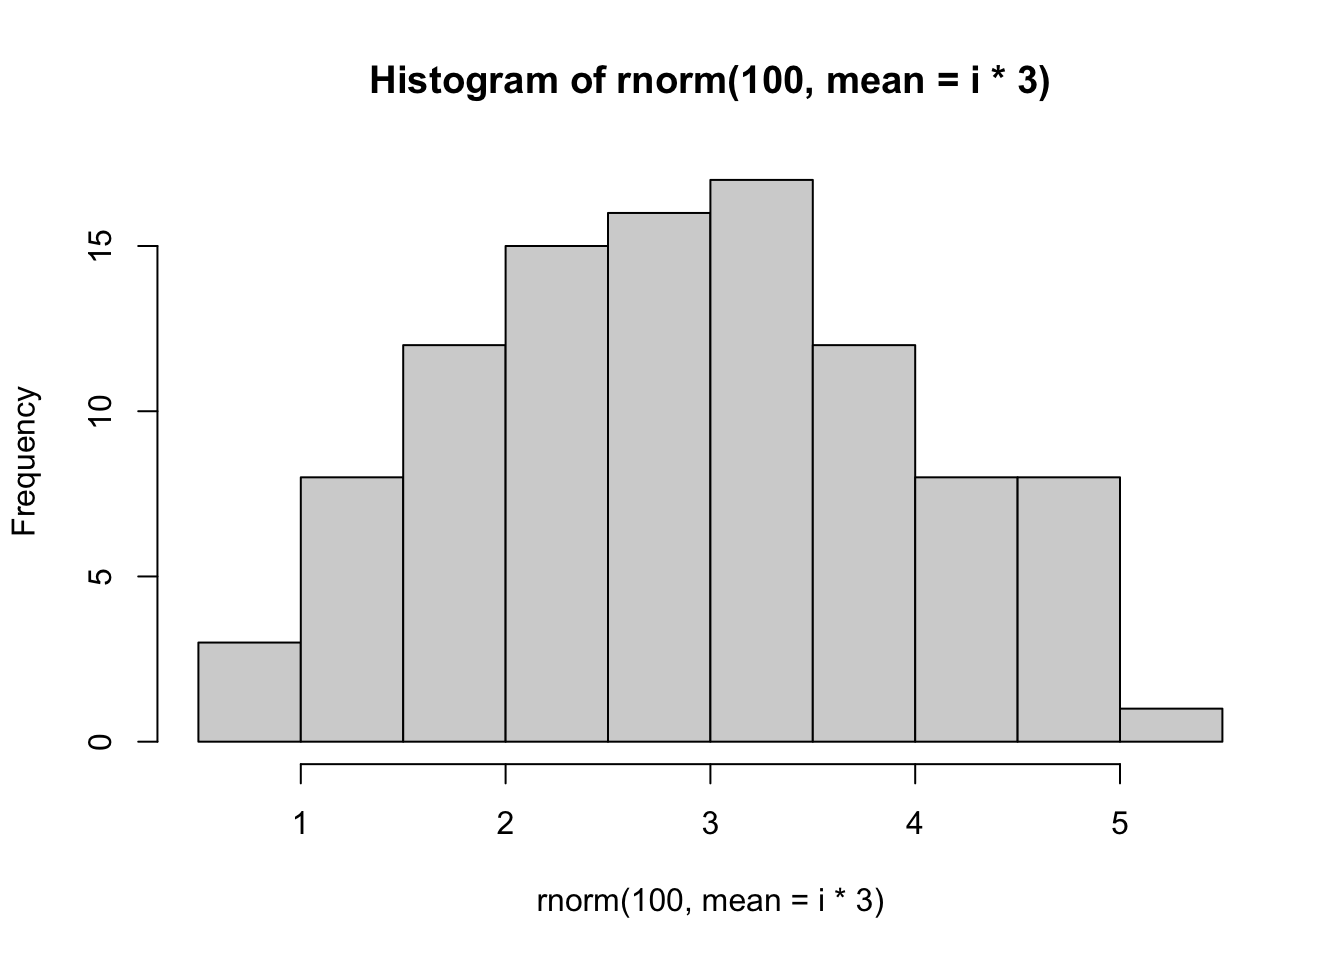 Histogram of rnorm(100, mean = i * 3)
Frequency
15
10
5
0
1 2 3 4 5
rnorm(100, mean = i * 3)